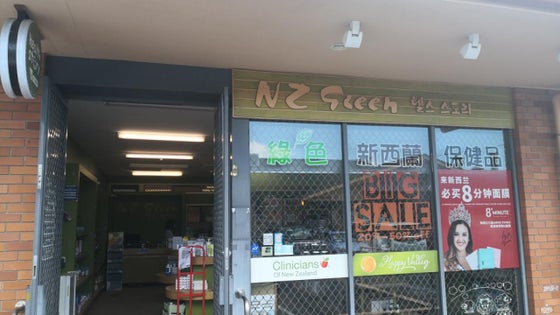 NZ Green 헬스 스토리
綠色 新西蘭 保健品
BIG
SALE
来新西兰
必买8分钟面膜
8 MINUTE
Clinicians
Of New Zealand
Happy Valley